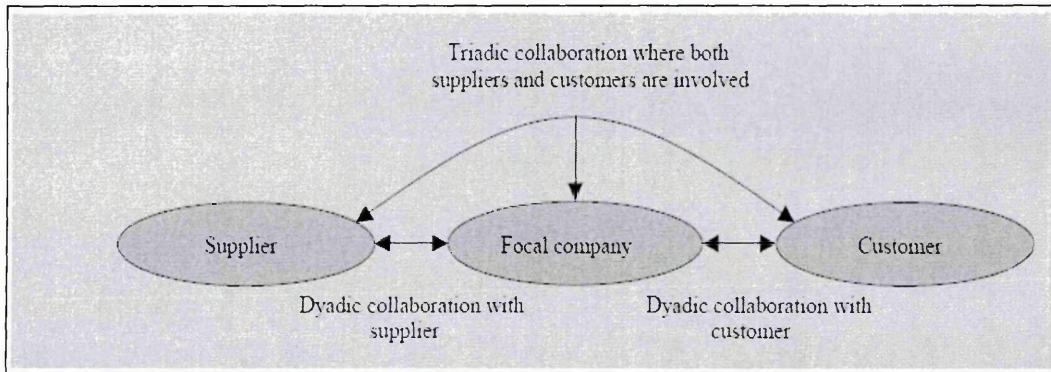 Triadic collaboration where both
suppliers and customers are involved
Supplier
Focal company
Customer
Dyadic collaboration with
supplier
Dyadic collaboration with
customer